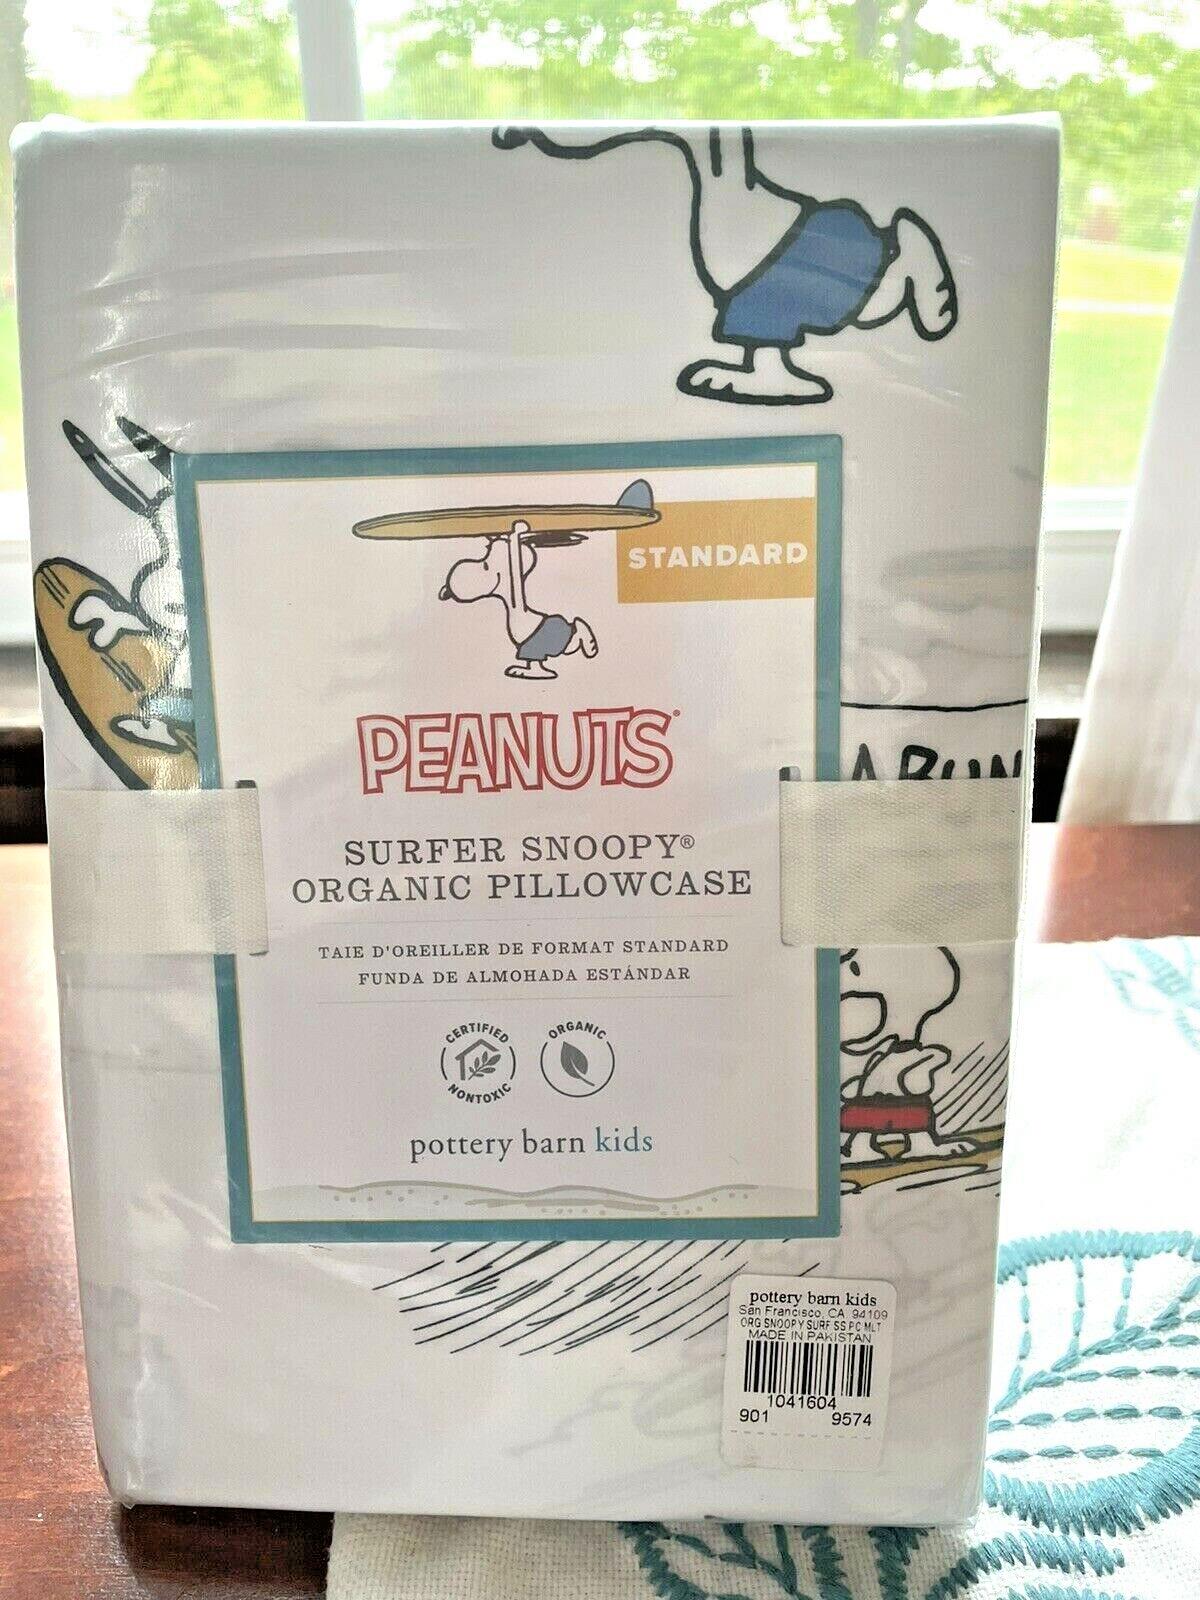 STANDARD
PEANUTS®
SURFER SNOOPY®
ORGANIC PILLOWCASE
TAIE D'OREILLER DE FORMAT STANDARD
FUNDA DE ALMOHADA ESTÁNDAR
CERTIFIED NONTOXIC
ORGANIC
pottery barn kids
pottery barn kids
San Francisco, CA 94109
ORG SNOOPY SURF SS PC MLT
MADE IN PAKISTAN
1041604
901 9574